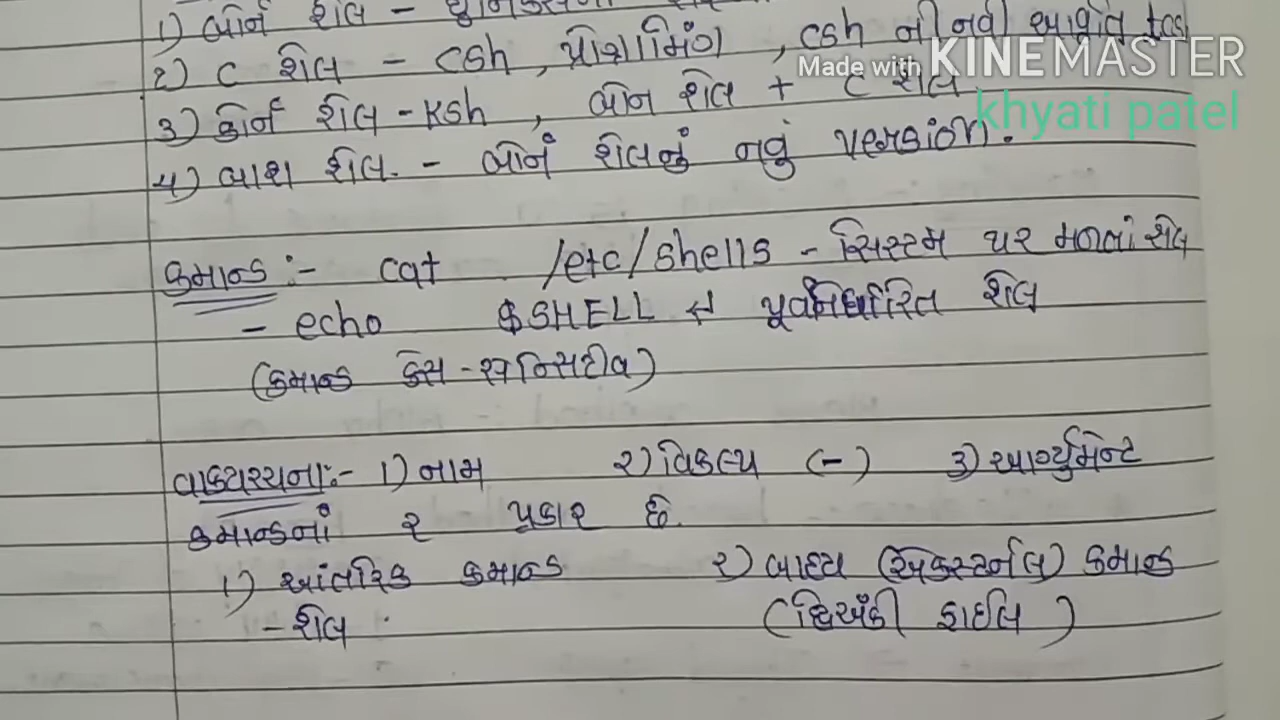 ૧) બોર્ન શેલ -
૨) C શેલ - csh, પ્રોગ્રામિંગ, csh ની નવી આવૃત્તિ tcs
Made with KINEMASTER
૩) કોર્ન શેલ - ksh, બોર્ન શેલ + C શેલ
khyati patel
૪) બાશ શેલ. - બોર્ન શેલનું નવું version.
કમાન્ડ :- cat /etc/shells - સિસ્ટમ પર મળતાં શેલ
- echo $SHELL પૂર્વનિર્ધારિત શેલ
(કમાન્ડ કેસ-સેન્સિટીવ)
વાક્યરચના:- ૧) નામ ૨) વિકલ્પ (-) ૩) આર્ગ્યુમેન્ટ
કમાન્ડનાં ૨ પ્રકાર છે.
૧) આંતરિક કમાન્ડ ૨) બાહ્ય (એક્સ્ટર્નલ) કમાન્ડ
- શેલ (દ્વિઅંકી ફાઈલ)